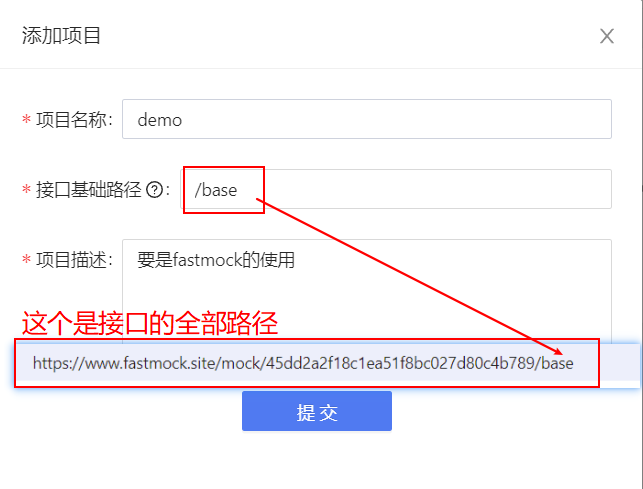 添加项目
* 项目名称: demo
* 接口基础路径 ? : /base
* 项目描述: 要是fastmock的使用
这个是接口的全部路径
https://www.fastmock.site/mock/45dd2a2f18c1ea51f8bc027d80c4b789/base
提交